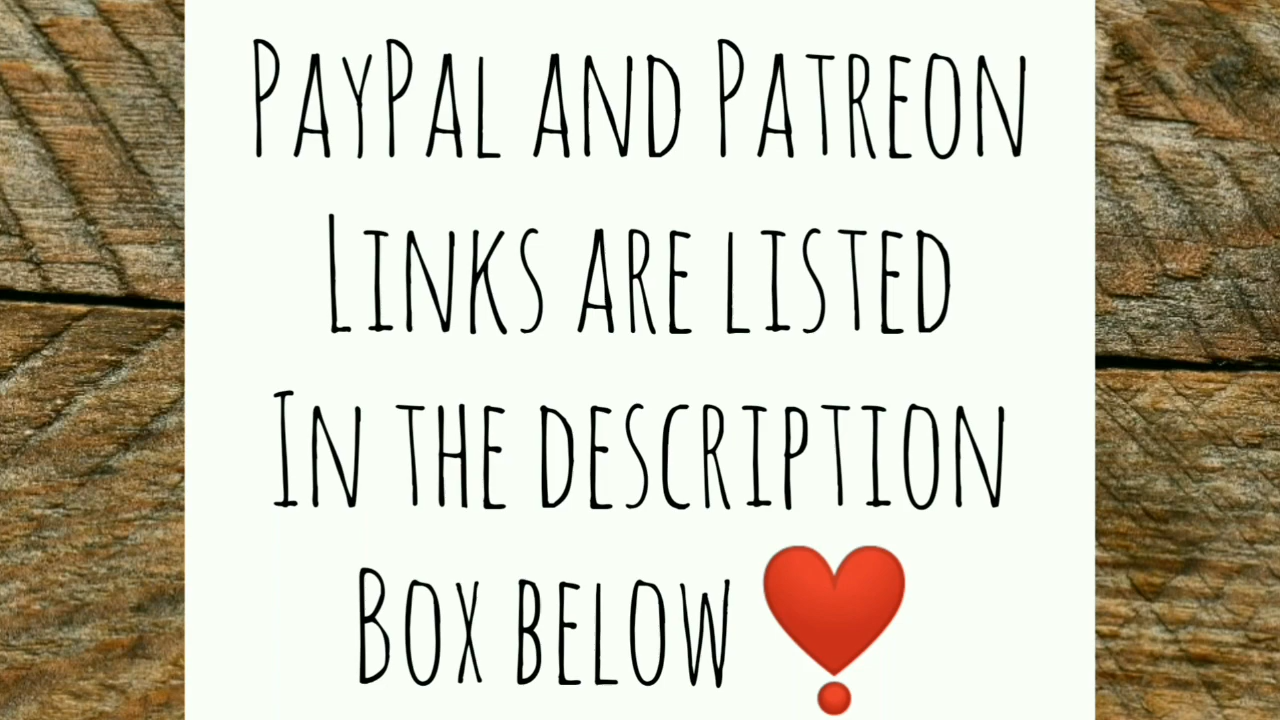 PayPal and Patreon
Links are listed
In the description
Box below ❣